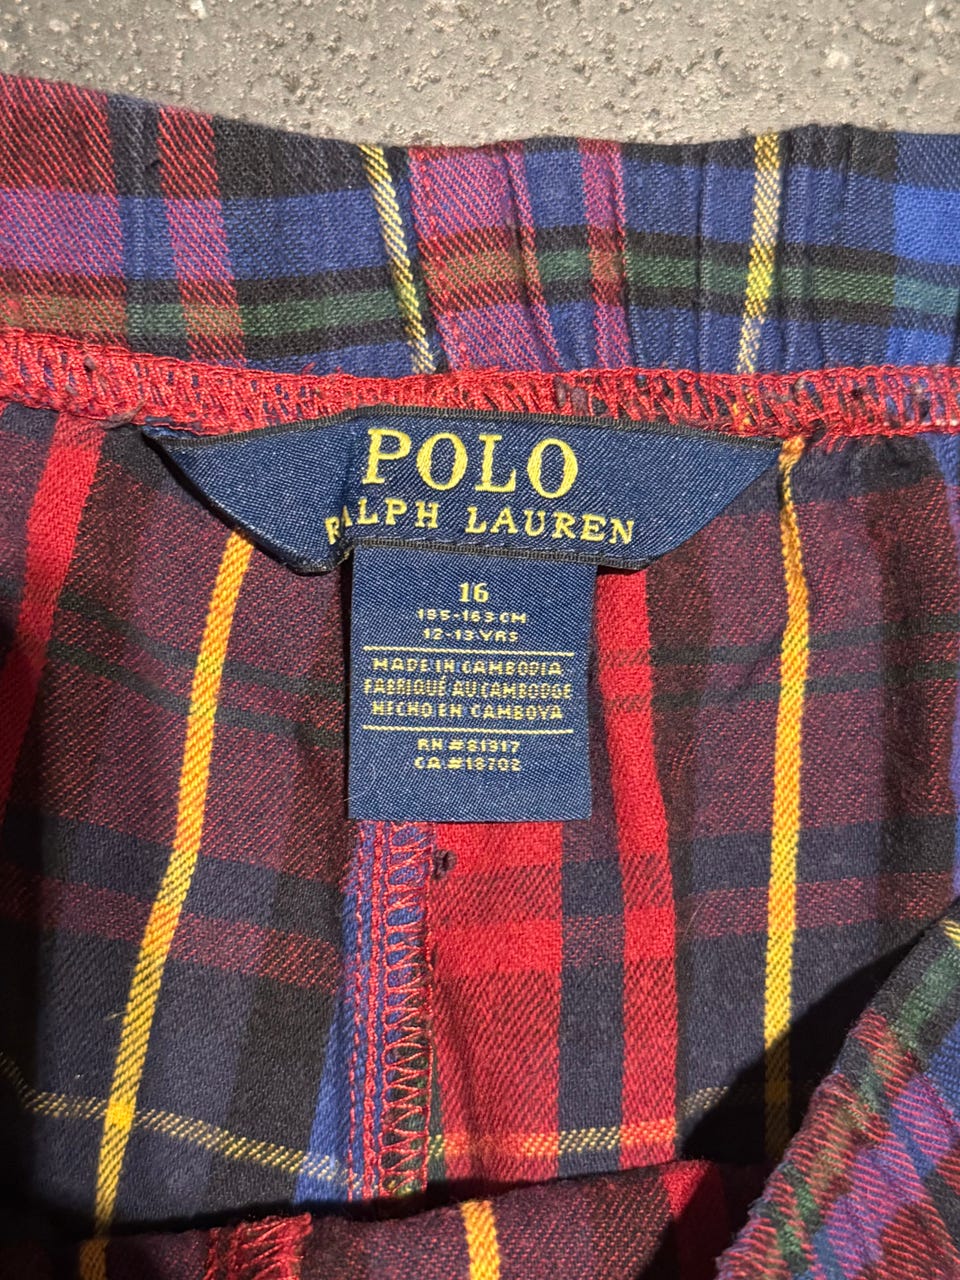 POLO
RALPH LAUREN
16
155-163 CM
12-13 YRS
MADE IN CAMBODIA
FABRIQUÉ AU CAMBODGE
HECHO EN CAMBOYA
RN #81317
CA #18702